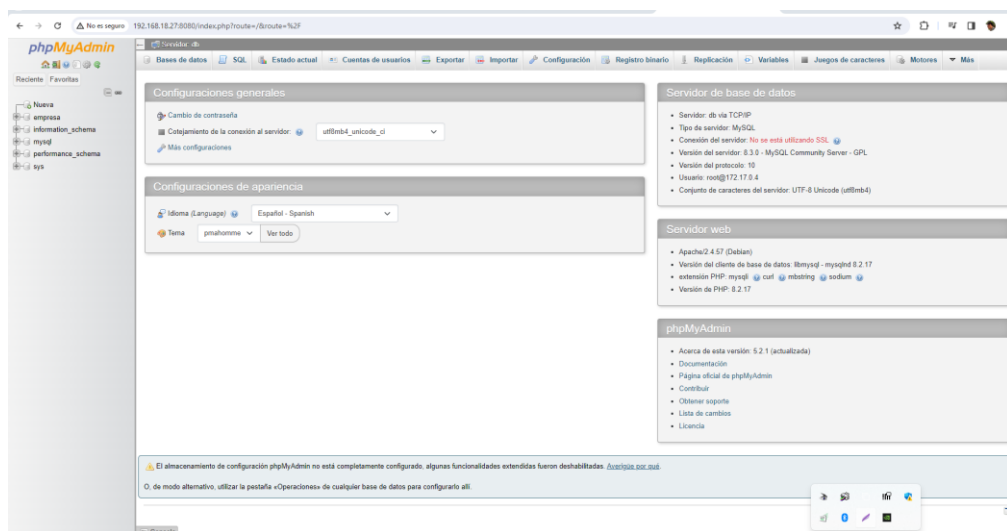 No es seguro 192.168.18.27:8080/index.php?route=/&route=%2F
phpMyAdmin
Reciente Favoritas
Nueva
empresa
information_schema
mysql
performance_schema
sys
Servidor: db
Bases de datos SQL Estado actual Cuentas de usuarios Exportar Importar Configuración Registro binario Replicación Variables Juegos de caracteres Motores Más
Configuraciones generales
Cambio de contraseña
Cotejamiento de la conexión al servidor: utf8mb4_unicode_ci
Más configuraciones
Configuraciones de apariencia
Idioma (Language) Español - Spanish
Tema pmahomme Ver todo
Servidor de base de datos
• Servidor: db via TCP/IP
• Tipo de servidor: MySQL
• Conexión del servidor: No se está utilizando SSL
• Versión del servidor: 8.3.0 - MySQL Community Server - GPL
• Versión del protocolo: 10
• Usuario: root@172.17.0.4
• Conjunto de caracteres del servidor: UTF-8 Unicode (utf8mb4)
Servidor web
• Apache/2.4.57 (Debian)
• Versión del cliente de base de datos: libmysql - mysqlnd 8.2.17
• extensión PHP: mysqli curl mbstring sodium
• Versión de PHP: 8.2.17
phpMyAdmin
• Acerca de esta versión: 5.2.1 (actualizada)
• Documentación
• Página oficial de phpMyAdmin
• Contribuir
• Obtener soporte
• Lista de cambios
• Licencia
El almacenamiento de configuración phpMyAdmin no está completamente configurado, algunas funcionalidades extendidas fueron deshabilitadas. Averigüe por qué.
O, de modo alternativo, utilizar la pestaña «Operaciones» de cualquier base de datos para configurarlo allí.